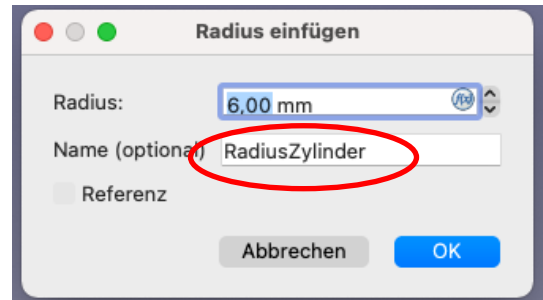 Radius einfügen
Radius: 6,00 mm f(x)
Name (optional) RadiusZylinder
Referenz
Abbrechen OK